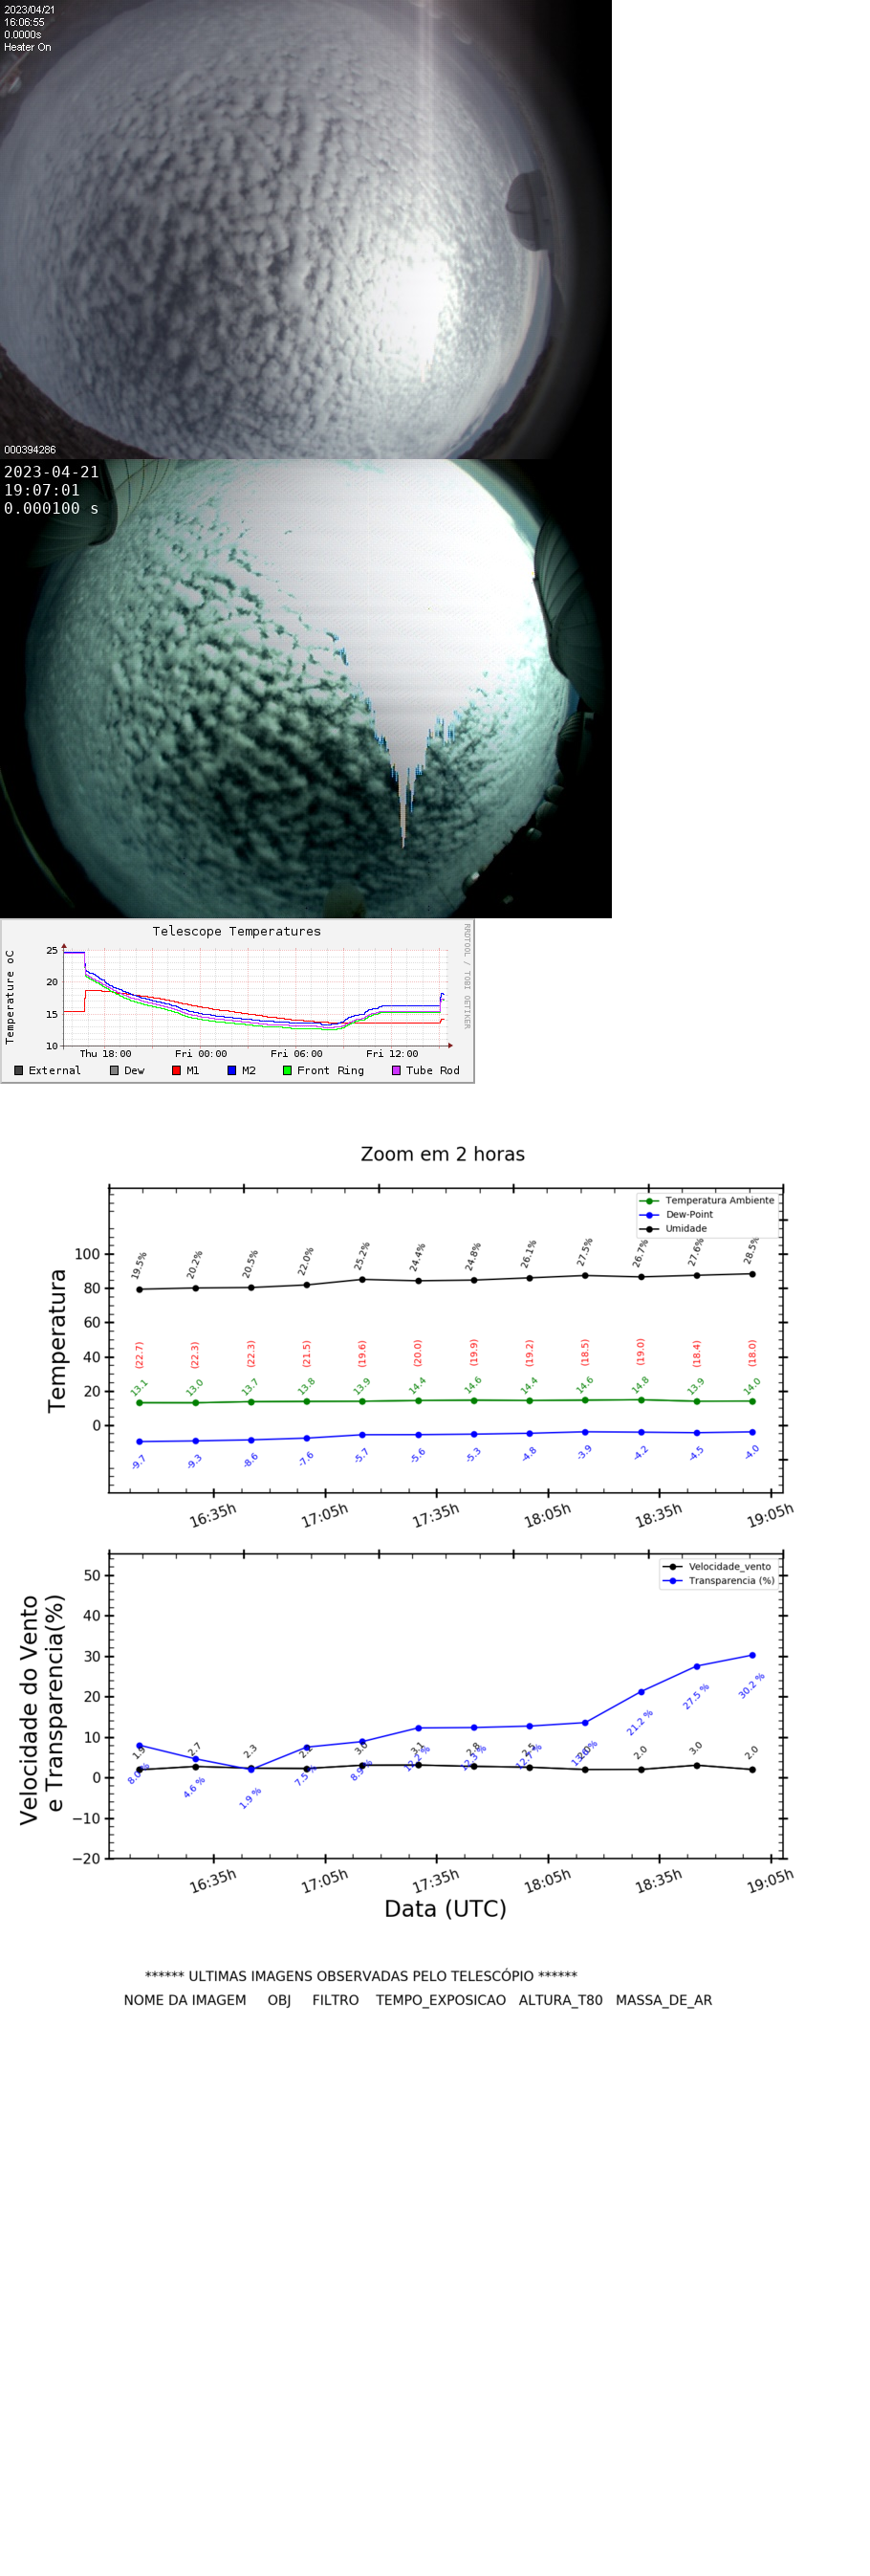 2023/04/21
16:06:55
0.0000s
Heater On
000394286
2023-04-21
19:07:01
0.000100 s
Telescope Temperatures
RRDTOOL / TOBI OETIKER
Temperature oC
25
20
15
10
Thu 18:00 Fri 00:00 Fri 06:00 Fri 12:00
External Dew M1 M2 Front Ring Tube Rod
Zoom em 2 horas
Temperatura Ambiente
Dew-Point
Umidade
Temperatura
100
80
60
40
20
0
19.5% 20.2% 20.5% 22.0% 25.2% 24.4% 24.8% 26.1% 27.5% 26.7% 27.6% 28.5%
(22.7) (22.3) (22.3) (21.5) (19.6) (20.0) (19.9) (19.2) (18.5) (19.0) (18.4) (18.0)
13.1 13.0 13.7 13.8 13.9 14.4 14.6 14.4 14.6 14.8 13.9 14.0
-9.7 -9.3 -8.6 -7.6 -5.7 -5.6 -5.3 -4.8 -3.9 -4.2 -4.5 -4.0
16:35h 17:05h 17:35h 18:05h 18:35h 19:05h
Velocidade_vento
Transparencia (%)
Velocidade do Vento
e Transparencia(%)
50
40
30
20
10
0
−10
−20
2.7 2.3 3.0 2.0 3.0 2.0
4.6 % 1.9 % 21.2 % 27.5 % 30.2 %
16:35h 17:05h 17:35h 18:05h 18:35h 19:05h
Data (UTC)
****** ULTIMAS IMAGENS OBSERVADAS PELO TELESCÓPIO ******
NOME DA IMAGEM OBJ FILTRO TEMPO_EXPOSICAO ALTURA_T80 MASSA_DE_AR